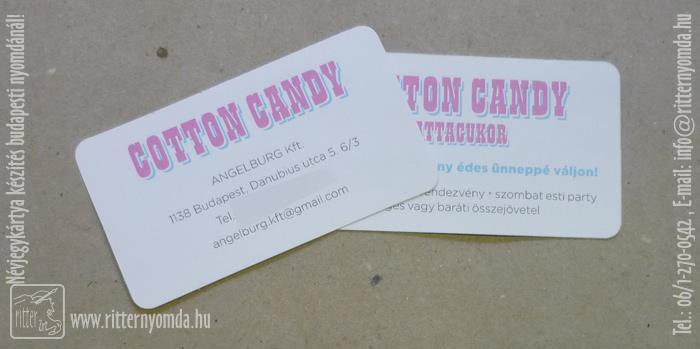 COTTON CANDY
ANGELBURG Kft.
1138 Budapest, Danubius utca 5. 6/3
Tel.
angelburg.kft@gmail.com
TON CANDY
TTACUKOR
ny édes ünneppé váljon!
rendezvény • szombat esti party
ges vagy baráti összejövetel
Névjegykártya készítés budapesti nyomdánál!
ritter
www.ritternyomda.hu
Tel.: 06/1-270-0542 E-mail: info@ritternyomda.hu